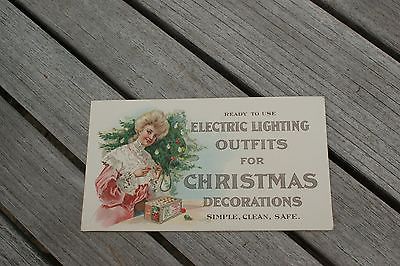 READY TO USE
ELECTRIC LIGHTING
OUTFITS
FOR
CHRISTMAS
DECORATIONS
SIMPLE, CLEAN, SAFE.